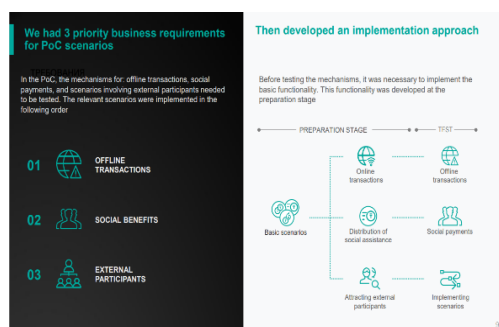 We had 3 priority business requirements
for PoC scenarios
In the PoC, the mechanisms for: offline transactions, social
payments, and scenarios involving external participants needed
to be tested. The relevant scenarios were implemented in the
following order
01
OFFLINE
TRANSACTIONS
02
SOCIAL BENEFITS
03
EXTERNAL
PARTICIPANTS
Then developed an implementation approach
Before testing the mechanisms, it was necessary to implement the
basic functionality. This functionality was developed at the
preparation stage
PREPARATION STAGE
TFST
Online
transactions
Offline
transactions
Basic scenarios
Distribution of
social assistance
Social payments
Attracting external
participants
Implementing
scenarios
9